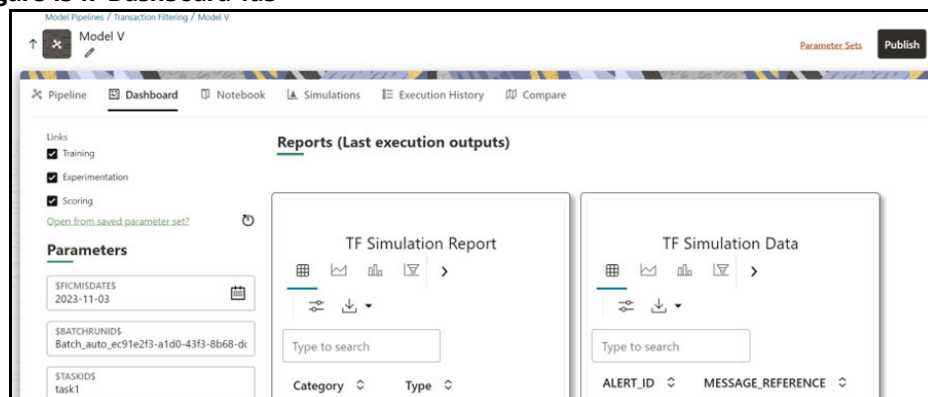 Model Pipelines / Transaction Filtering / Model V
Model V
Parameter Sets
Publish
Pipeline Dashboard Notebook Simulations Execution History Compare
Links
Training
Experimentation
Scoring
Open from saved parameter set?
Parameters
$FICMISDATE$
2023-11-03
$BATCHRUNID$
Batch_auto_ec91e2f3-a1d0-43f3-8b68-dc
$TASKID$
task1
Reports (Last execution outputs)
TF Simulation Report
Type to search
Category Type
TF Simulation Data
Type to search
ALERT_ID MESSAGE_REFERENCE